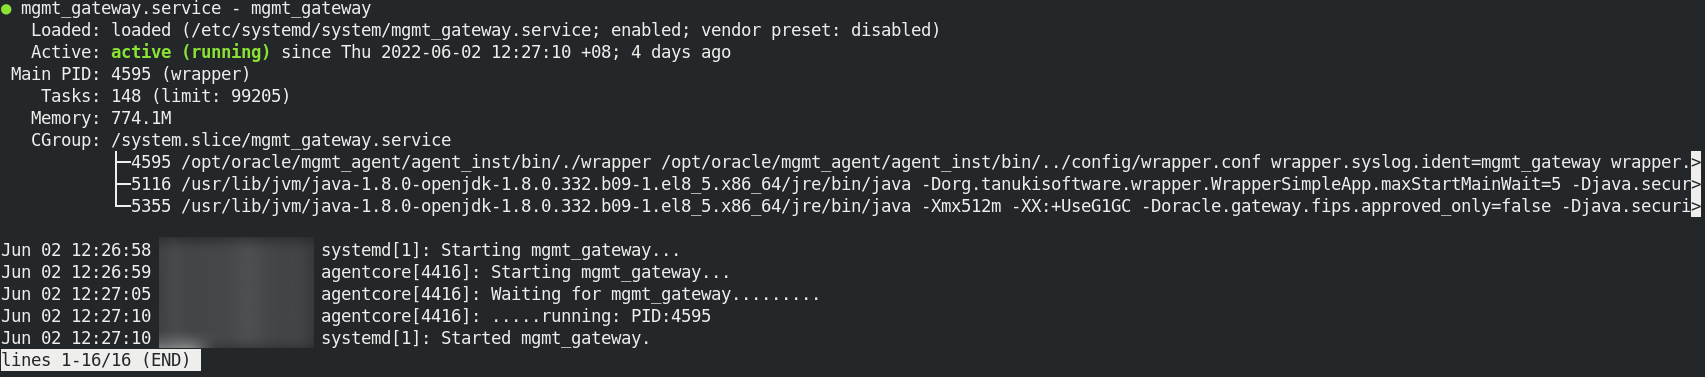 ● mgmt_gateway.service - mgmt_gateway
   Loaded: loaded (/etc/systemd/system/mgmt_gateway.service; enabled; vendor preset: disabled)
   Active: active (running) since Thu 2022-06-02 12:27:10 +08; 4 days ago
 Main PID: 4595 (wrapper)
    Tasks: 148 (limit: 99205)
   Memory: 774.1M
   CGroup: /system.slice/mgmt_gateway.service
           ├─4595 /opt/oracle/mgmt_agent/agent_inst/bin/./wrapper /opt/oracle/mgmt_agent/agent_inst/bin/../config/wrapper.conf wrapper.syslog.ident=mgmt_gateway wrapper.>
           ├─5116 /usr/lib/jvm/java-1.8.0-openjdk-1.8.0.332.b09-1.el8_5.x86_64/jre/bin/java -Dorg.tanukisoftware.wrapper.WrapperSimpleApp.maxStartMainWait=5 -Djava.secur>
           └─5355 /usr/lib/jvm/java-1.8.0-openjdk-1.8.0.332.b09-1.el8_5.x86_64/jre/bin/java -Xmx512m -XX:+UseG1GC -Doracle.gateway.fips.approved_only=false -Djava.securi>
Jun 02 12:26:58 systemd[1]: Starting mgmt_gateway...
Jun 02 12:26:59 agentcore[4416]: Starting mgmt_gateway...
Jun 02 12:27:05 agentcore[4416]: Waiting for mgmt_gateway.........
Jun 02 12:27:10 agentcore[4416]: .....running: PID:4595
Jun 02 12:27:10 systemd[1]: Started mgmt_gateway.
lines 1-16/16 (END)